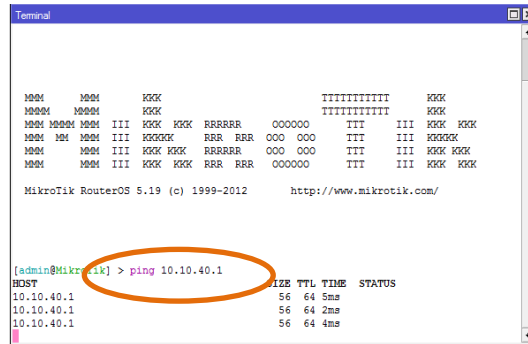 Terminal
MMM MMM KKK TTTTTTTTTTT KKK
MMMM MMMM KKK TTTTTTTTTTT KKK
MMM MMMM MMM III KKK KKK RRRRRR OOOOOO TTT III KKK KKK
MMM MM MMM III KKKKK RRR RRR OOO OOO TTT III KKKKK
MMM MMM III KKK KKK RRRRRR OOO OOO TTT III KKK KKK
MMM MMM III KKK KKK RRR RRR OOOOOO TTT III KKK KKK
MikroTik RouterOS 5.19 (c) 1999-2012 http://www.mikrotik.com/
[admin@MikroTik] > ping 10.10.40.1
HOST SIZE TTL TIME STATUS
10.10.40.1 56 64 5ms
10.10.40.1 56 64 2ms
10.10.40.1 56 64 4ms